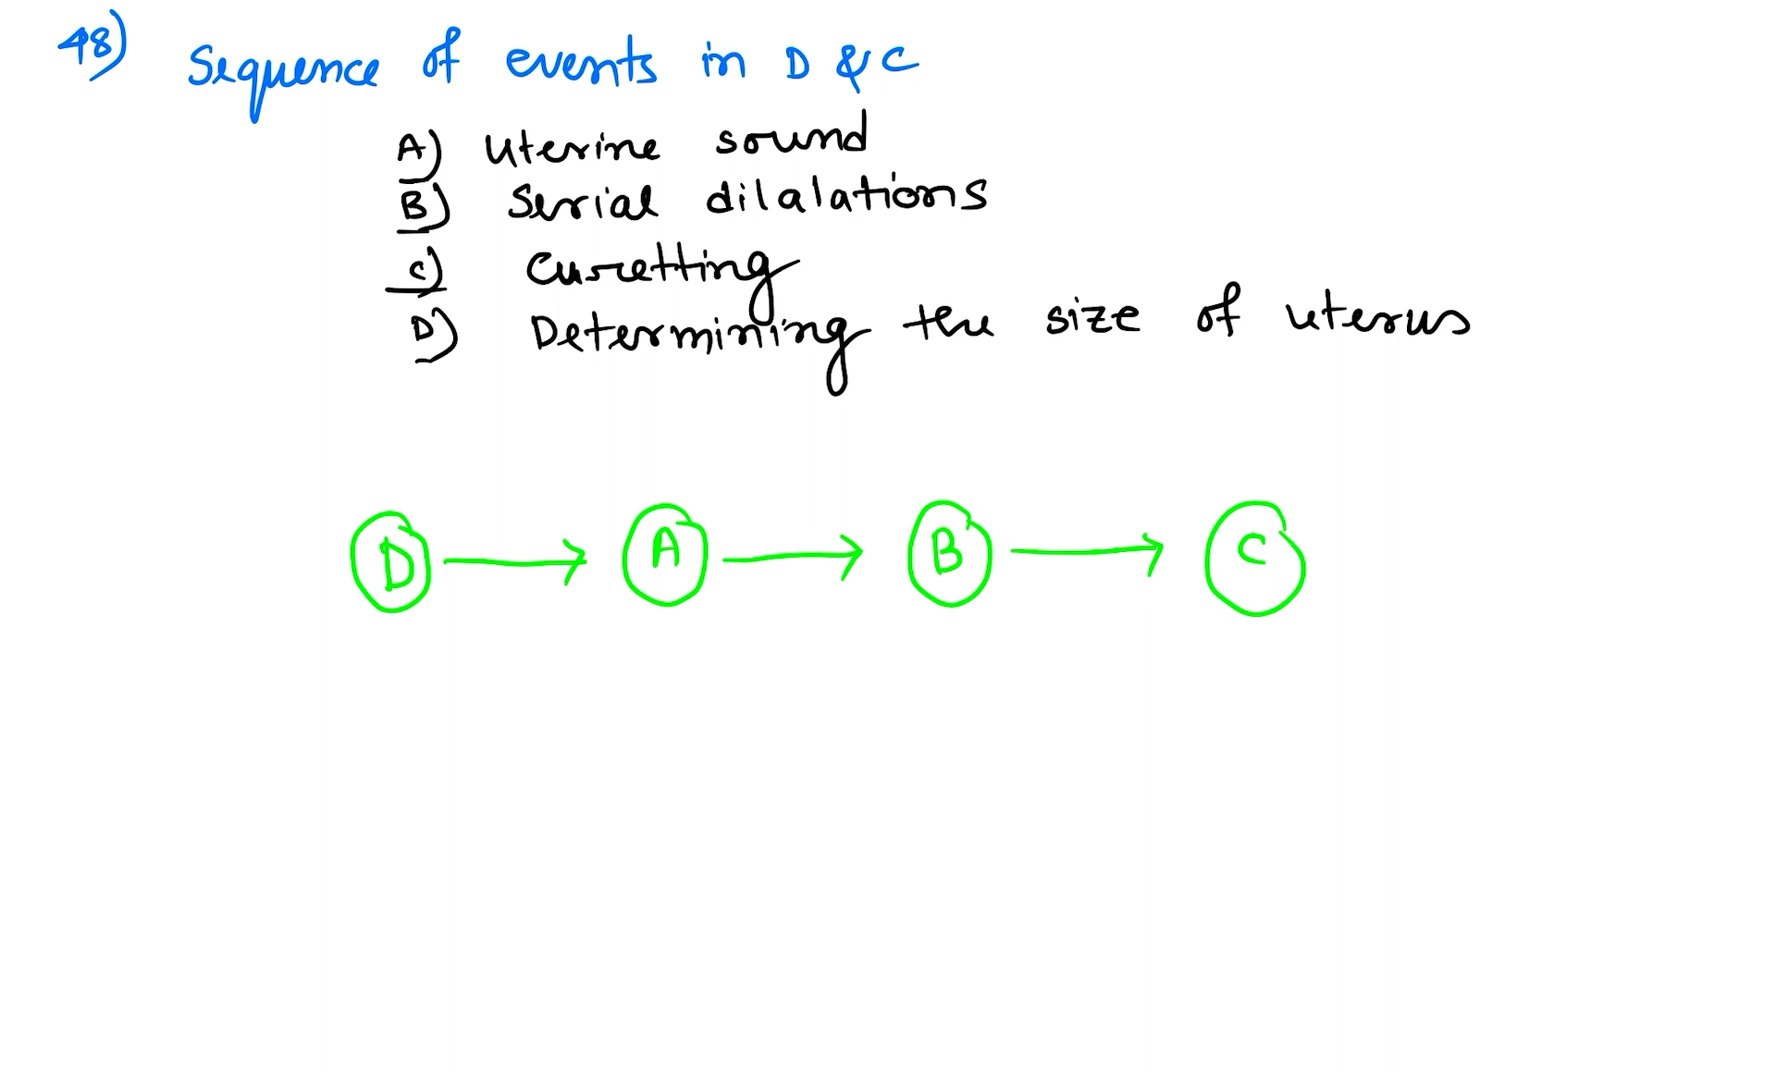 48) Sequence of events in D & C
A) Uterine sound
B) Serial dilalations
C) Curetting
D) Determining the size of uterus
D → A → B → C